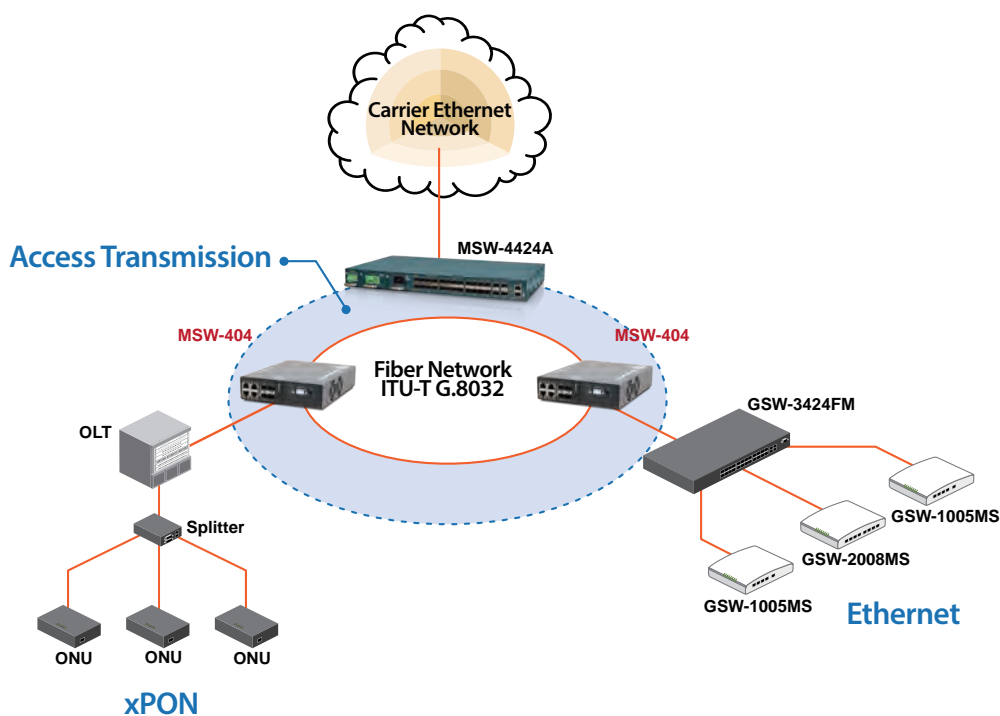 Carrier Ethernet
Network
MSW-4424A
Access Transmission
MSW-404
MSW-404
Fiber Network
ITU-T G.8032
GSW-3424FM
OLT
GSW-1005MS
Splitter
GSW-2008MS
GSW-1005MS
Ethernet
ONU
ONU
ONU
xPON